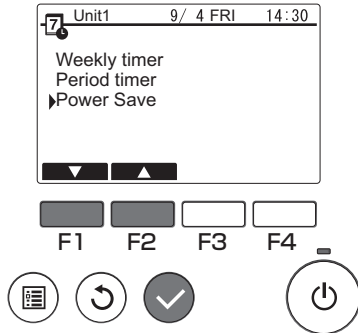 7 Unit1 9/ 4 FRI 14:30
Weekly timer
Period timer
Power Save
F1 F2 F3 F4